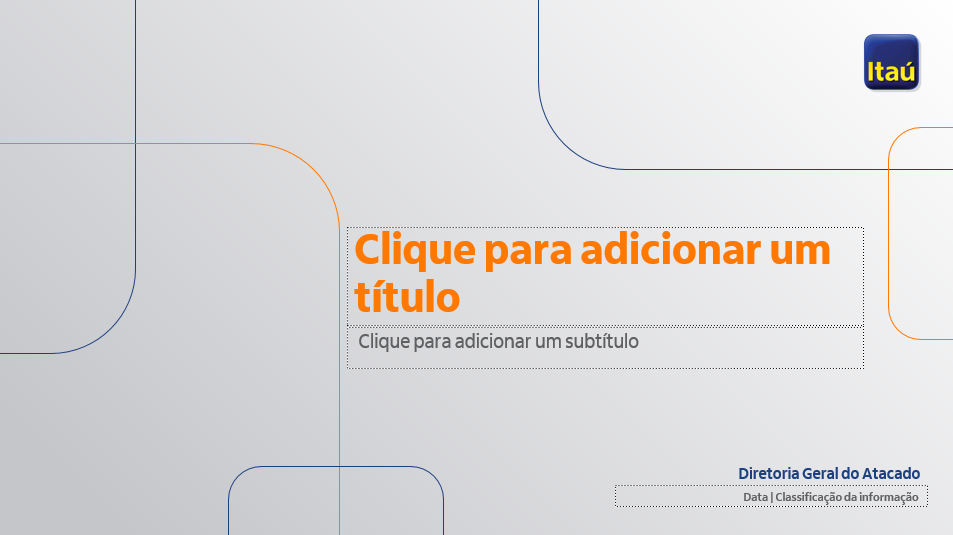 Itaú
Clique para adicionar um
título
Clique para adicionar um subtítulo
Diretoria Geral do Atacado
Data | Classificação da informação